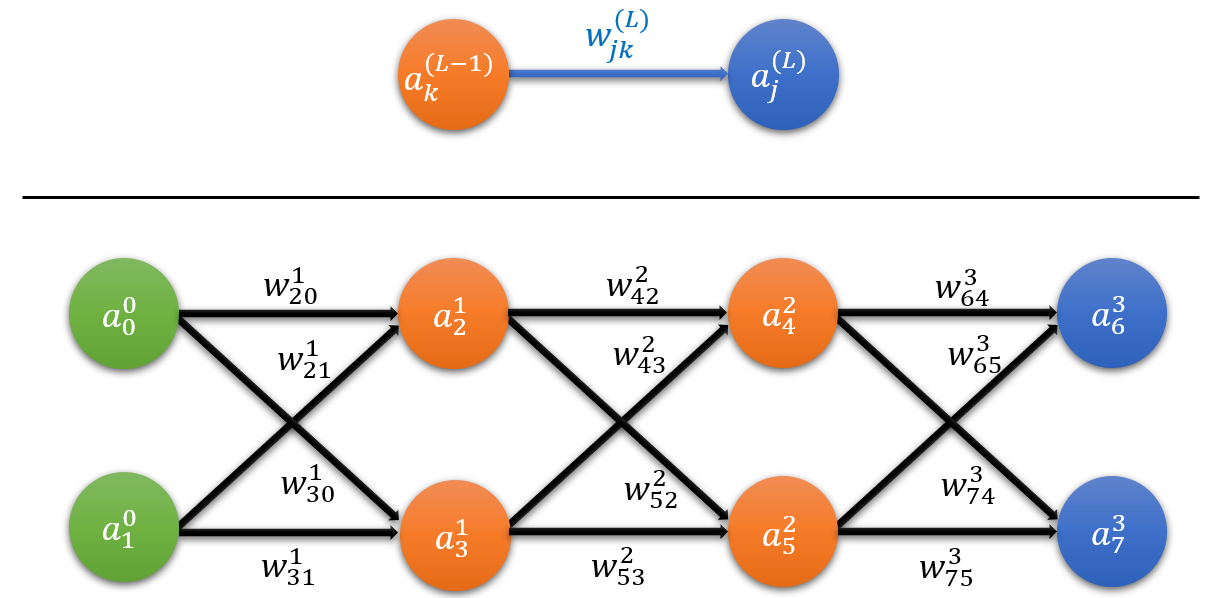 w_{jk}^{(L)}
a_k^{(L-1)} a_j^{(L)}
w_{20}^1 w_{42}^2 w_{64}^3
a_0^0 a_2^1 a_4^2 a_6^3
w_{21}^1 w_{43}^2 w_{65}^3
w_{30}^1 w_{52}^2 w_{74}^3
a_1^0 a_3^1 a_5^2 a_7^3
w_{31}^1 w_{53}^2 w_{75}^3